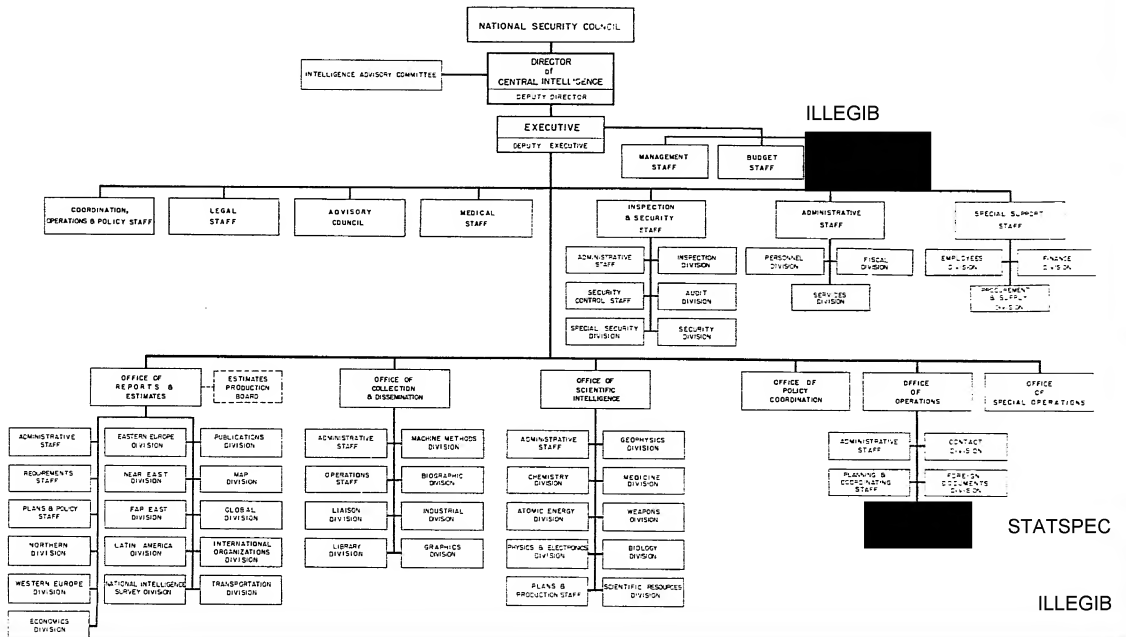 NATIONAL SECURITY COUNCIL
INTELLIGENCE ADVISORY COMMITTEE
DIRECTOR
of
CENTRAL INTELLIGENCE
DEPUTY DIRECTOR
EXECUTIVE
DEPUTY EXECUTIVE
ILLEGIB
MANAGEMENT
STAFF
BUDGET
STAFF
COORDINATION,
OPERATIONS & POLICY STAFF
LEGAL
STAFF
ADVISORY
COUNCIL
MEDICAL
STAFF
INSPECTION
& SECURITY
STAFF
ADMINISTRATIVE
STAFF
SPECIAL SUPPORT
STAFF
ADMINISTRATIVE
STAFF
INSPECTION
DIVISION
SECURITY
CONTROL STAFF
AUDIT
DIVISION
SPECIAL SECURITY
DIVISION
SECURITY
DIVISION
PERSONNEL
DIVISION
FISCAL
DIVISION
SERVICES
DIVISION
EMPLOYEES
DIVISION
FINANCE
DIVISION
PROCUREMENT
& SUPPLY
DIVISION
OFFICE OF
REPORTS &
ESTIMATES
ESTIMATES
PRODUCTION
BOARD
OFFICE OF
COLLECTION
& DISSEMINATION
OFFICE OF
SCIENTIFIC
INTELLIGENCE
OFFICE OF
POLICY
COORDINATION
OFFICE
OF
OPERATIONS
OFFICE
OF
SPECIAL OPERATIONS
ADMINISTRATIVE
STAFF
EASTERN EUROPE
DIVISION
PUBLICATIONS
DIVISION
REQUIREMENTS
STAFF
NEAR EAST
DIVISION
MAP
DIVISION
PLANS & POLICY
STAFF
FAR EAST
DIVISION
GLOBAL
DIVISION
NORTHERN
DIVISION
LATIN AMERICA
DIVISION
INTERNATIONAL
ORGANIZATIONS
DIVISION
WESTERN EUROPE
DIVISION
NATIONAL INTELLIGENCE
SURVEY DIVISION
TRANSPORTATION
DIVISION
ECONOMICS
DIVISION
ADMINISTRATIVE
STAFF
MACHINE METHODS
DIVISION
OPERATIONS
STAFF
BIOGRAPHIC
DIVISION
LIAISON
DIVISION
INDUSTRIAL
DIVISION
LIBRARY
DIVISION
GRAPHICS
DIVISION
ADMINISTRATIVE
STAFF
GEOPHYSICS
DIVISION
CHEMISTRY
DIVISION
MEDICINE
DIVISION
ATOMIC ENERGY
DIVISION
WEAPONS
DIVISION
PHYSICS & ELECTRONICS
DIVISION
BIOLOGY
DIVISION
PLANS &
PRODUCTION STAFF
SCIENTIFIC RESOURCES
DIVISION
ADMINISTRATIVE
STAFF
CONTACT
DIVISION
PLANNING &
COORDINATING
STAFF
FOREIGN
DOCUMENTS
DIVISION
STATSPEC
ILLEGIB